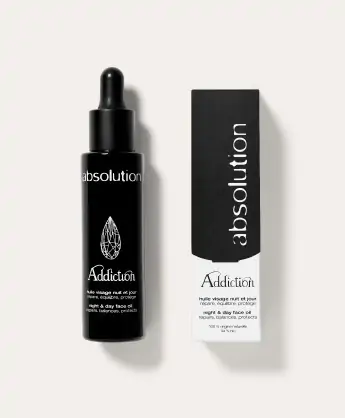 absolution
Addiction
huile visage nuit et jour
répare, équilibre, protège
night & day face oil
repairs, balances, protects
absolution
Addiction
huile visage nuit et jour
répare, équilibre, protège
night & day face oil
repairs, balances, protects